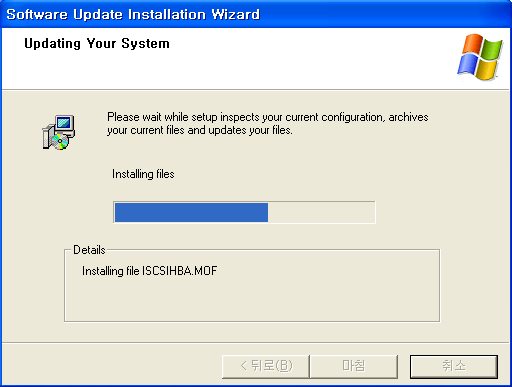 Software Update Installation Wizard
Updating Your System
Please wait while setup inspects your current configuration, archives
your current files and updates your files.
Installing files
Details
Installing file ISCSIHBA.MOF
< 뒤로(B)
마침
취소